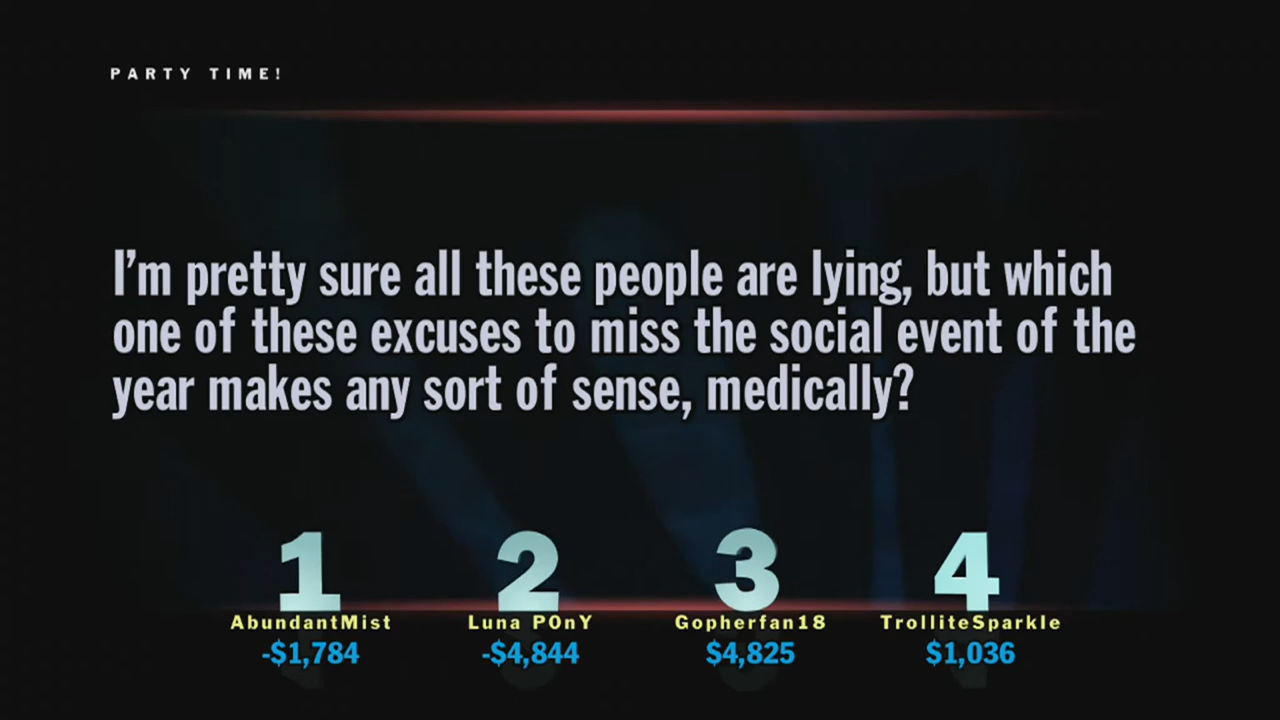 PARTY TIME!
I'm pretty sure all these people are lying, but which
one of these excuses to miss the social event of the
year makes any sort of sense, medically?
1 2 3 4
AbundantMist Luna P0nY Gopherfan18 TrolliteSparkle
-$1,784 -$4,844 $4,825 $1,036